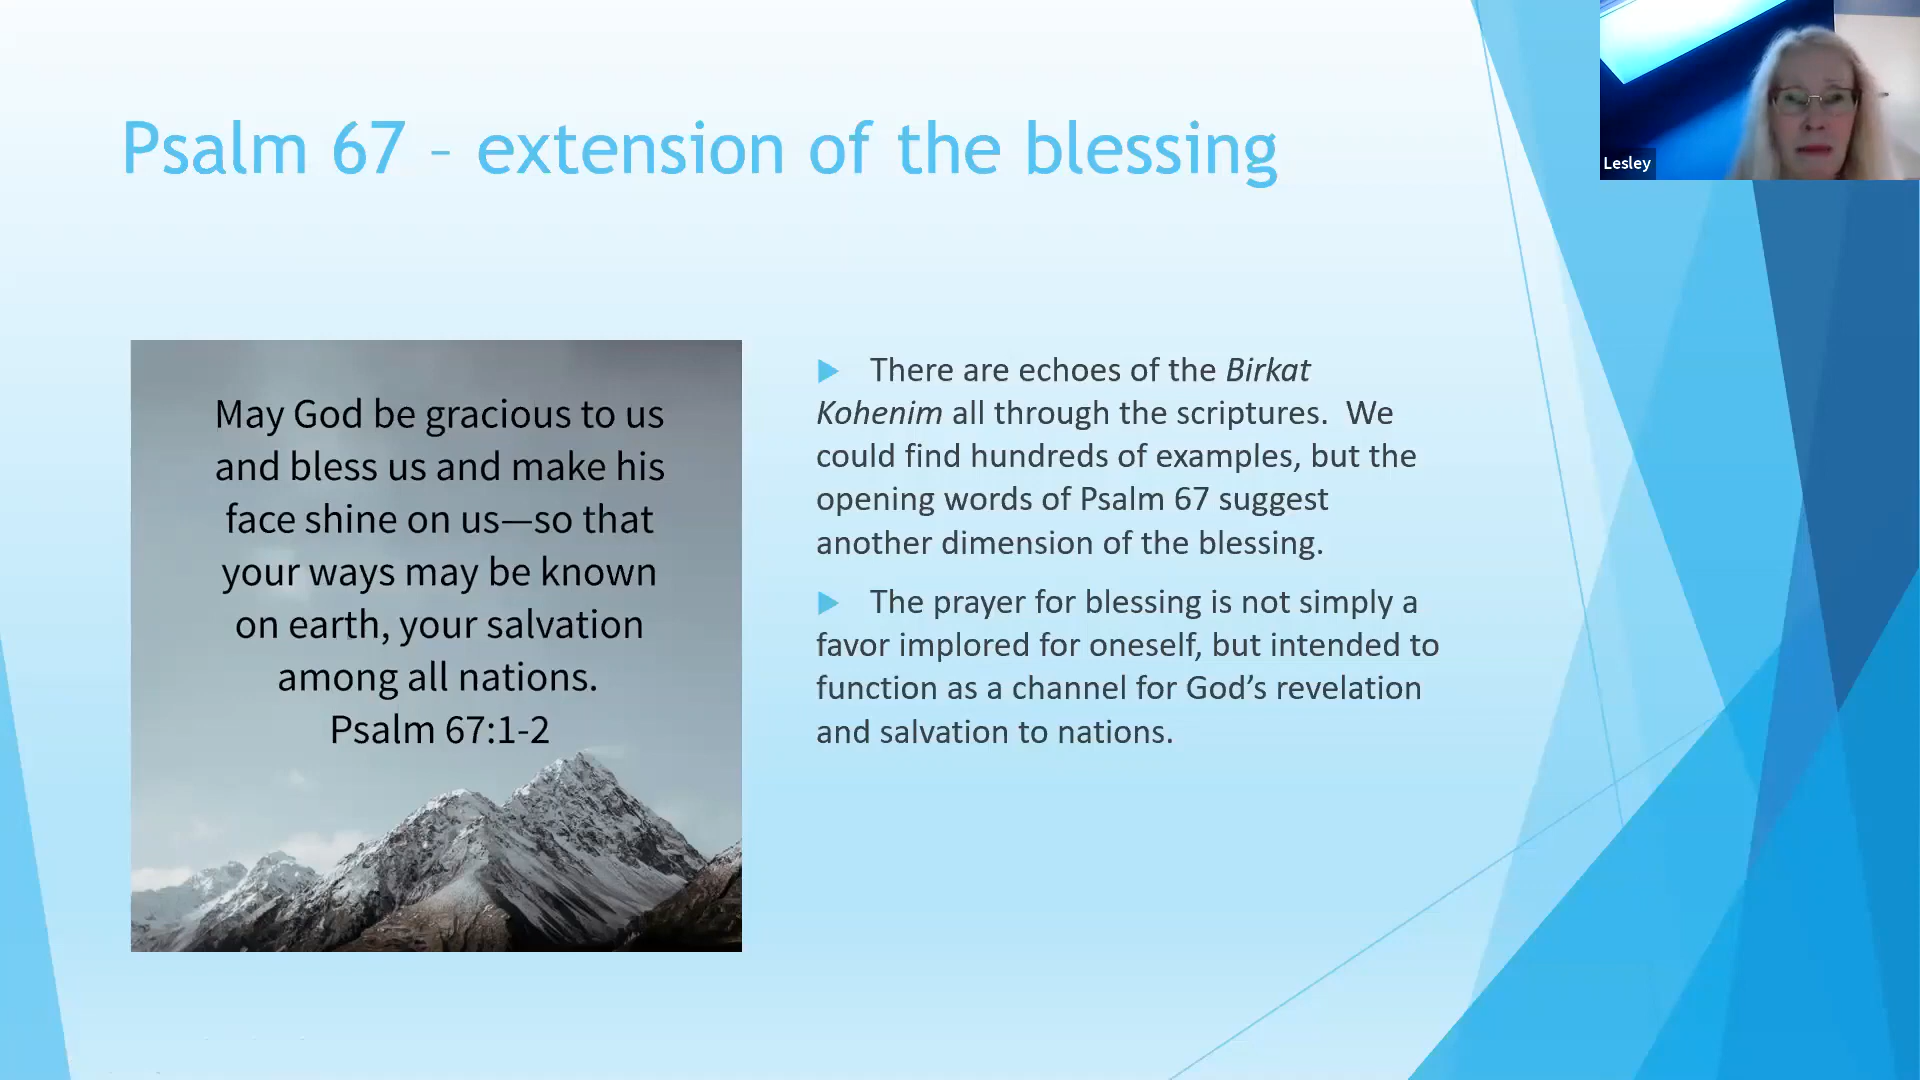 Psalm 67 – extension of the blessing
Lesley
May God be gracious to us
and bless us and make his
face shine on us—so that
your ways may be known
on earth, your salvation
among all nations.
Psalm 67:1-2
There are echoes of the Birkat
Kohenim all through the scriptures.  We
could find hundreds of examples, but the
opening words of Psalm 67 suggest
another dimension of the blessing.
The prayer for blessing is not simply a
favor implored for oneself, but intended to
function as a channel for God’s revelation
and salvation to nations.